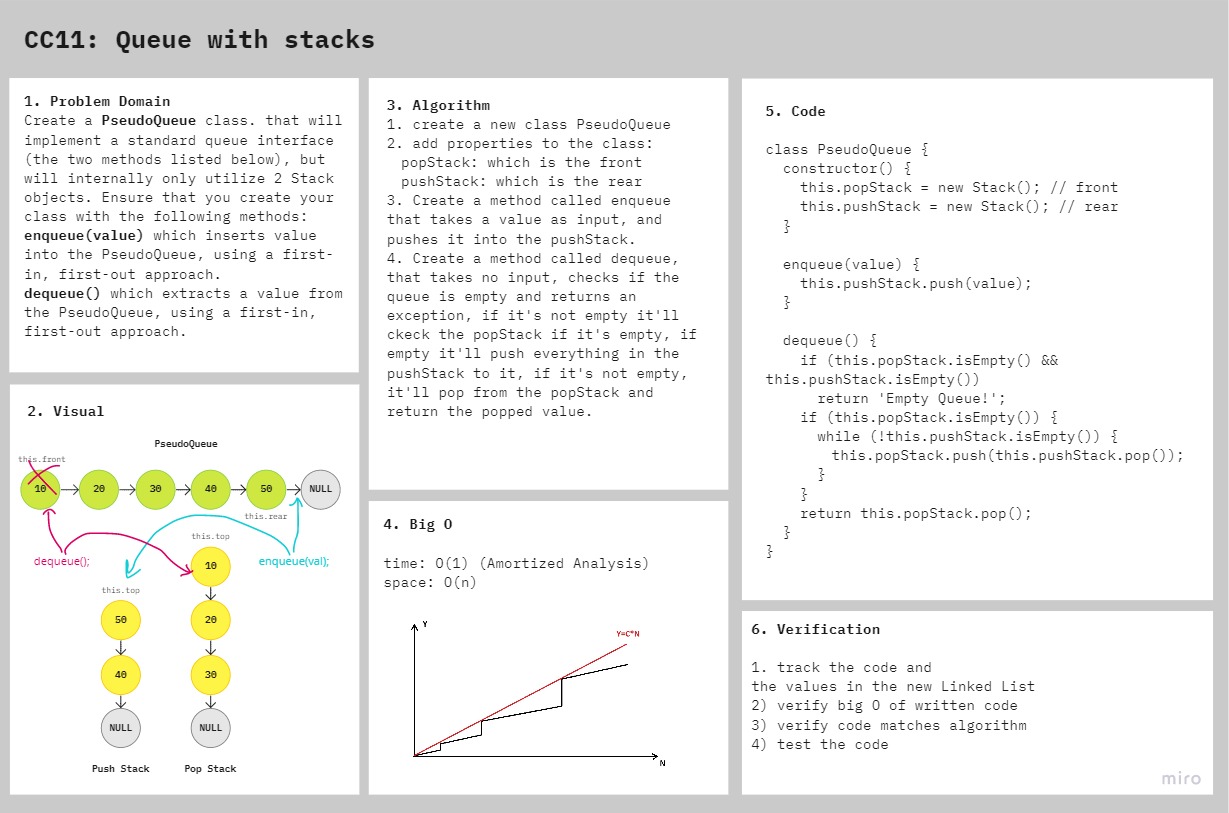 CC11: Queue with stacks
1. Problem Domain
Create a PseudoQueue class. that will
implement a standard queue interface
(the two methods listed below), but
will internally only utilize 2 Stack
objects. Ensure that you create your
class with the following methods:
enqueue(value) which inserts value
into the PseudoQueue, using a first-
in, first-out approach.
dequeue() which extracts a value from
the PseudoQueue, using a first-in,
first-out approach.
2. Visual
PseudoQueue
this.front
10
20
30
40
50
NULL
this.rear
this.top
dequeue();
enqueue(val);
10
this.top
50
20
40
30
NULL
NULL
Push Stack
Pop Stack
3. Algorithm
1. create a new class PseudoQueue
2. add properties to the class:
popStack: which is the front
pushStack: which is the rear
3. Create a method called enqueue
that takes a value as input, and
pushes it into the pushStack.
4. Create a method called dequeue,
that takes no input, checks if the
queue is empty and returns an
exception, if it's not empty it'll
ckeck the popStack if it's empty, if
empty it'll push everything in the
pushStack to it, if it's not empty,
it'll pop from the popStack and
return the popped value.
4. Big O
time: O(1) (Amortized Analysis)
space: O(n)
Y
Y=C*N
N
5. Code
class PseudoQueue {
constructor() {
this.popStack = new Stack(); // front
this.pushStack = new Stack(); // rear
}
enqueue(value) {
this.pushStack.push(value);
}
dequeue() {
if (this.popStack.isEmpty() &&
this.pushStack.isEmpty())
return 'Empty Queue!';
if (this.popStack.isEmpty()) {
while (!this.pushStack.isEmpty()) {
this.popStack.push(this.pushStack.pop());
}
}
return this.popStack.pop();
}
}
6. Verification
1. track the code and
the values in the new Linked List
2) verify big O of written code
3) verify code matches algorithm
4) test the code
miro